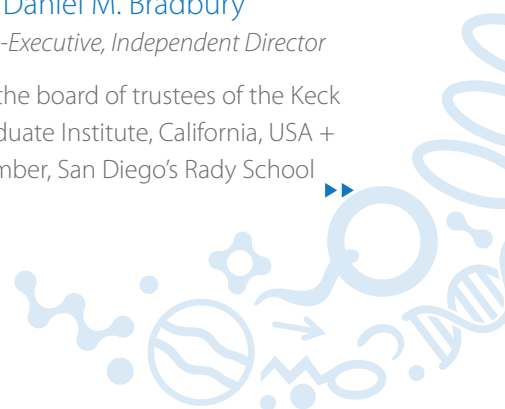 Daniel M. Bradbury
-Executive, Independent Director
the board of trustees of the Keck
duate Institute, California, USA +
mber, San Diego's Rady School